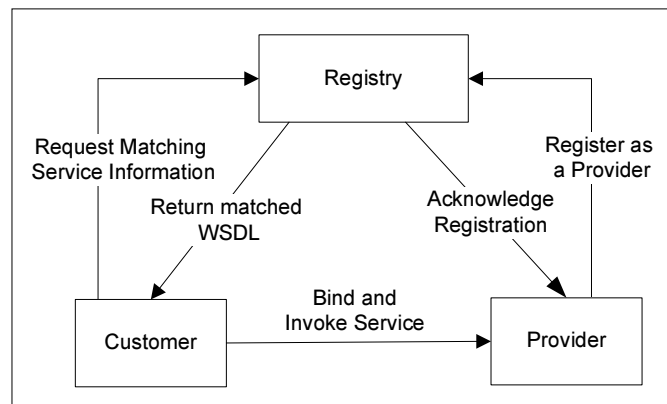 Registry
Request Matching
Service Information
Register as
a Provider
Return matched
WSDL
Acknowledge
Registration
Bind and
Invoke Service
Customer
Provider